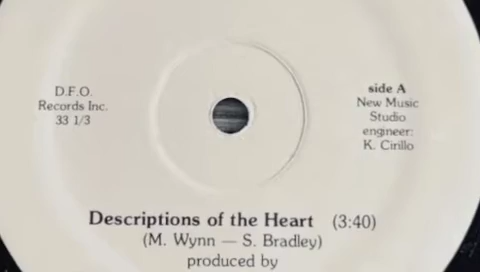 D.F.O.
Records Inc.
33 1/3
side A
New Music
Studio
engineer:
K. Cirillo
Descriptions of the Heart (3:40)
(M. Wynn — S. Bradley)
produced by